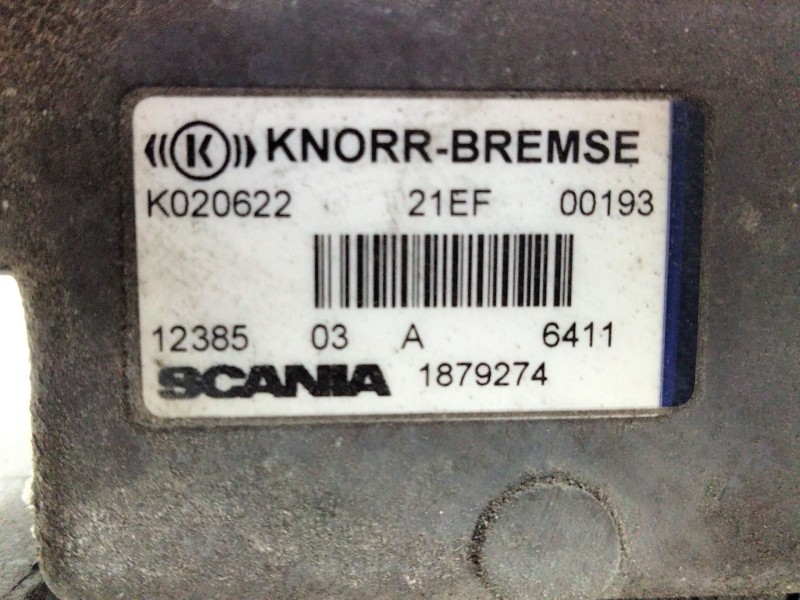 K KNORR-BREMSE
K020622 21EF 00193
12385 03 A 6411
SCANIA 1879274